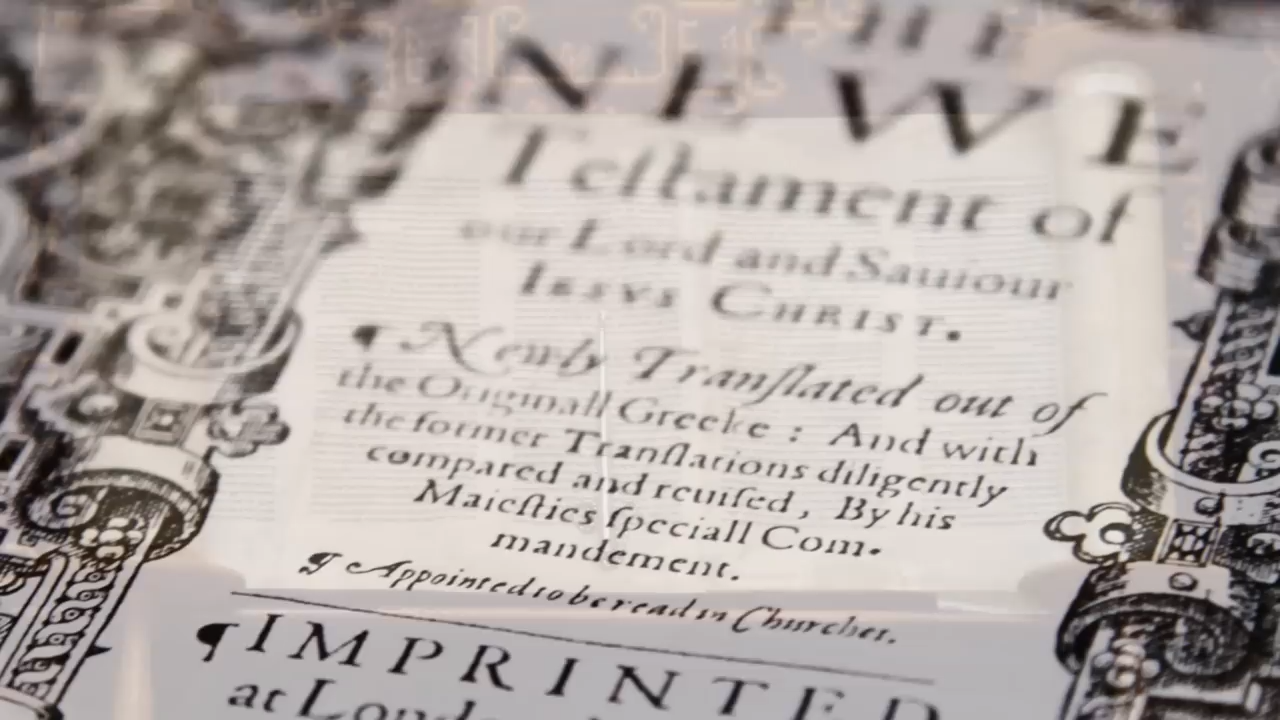 THE
NEWE
Teſtament of
our Lord and Sauiour
IESVS CHRIST.
¶ Newly Tranſlated out of
the Originall Greeke : And with
the former Tranſlations diligently
compared and reuiſed, By his
Maieſties ſpeciall Com-
mandement.
¶ Appointed to be read in Churches.
¶ IMPRINTED
at London